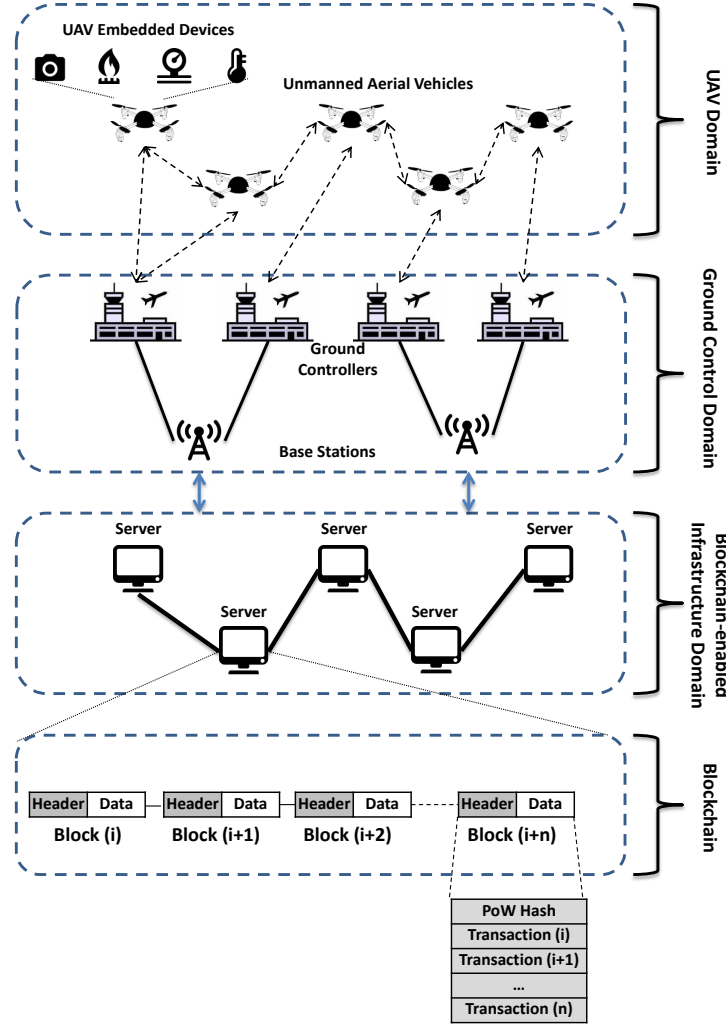 UAV Embedded Devices
Unmanned Aerial Vehicles
UAV Domain
Ground
Controllers
Base Stations
Ground Control Domain
Server
Server
Server
Server
Server
Blockchain-enabled
Infrastructure Domain
Header Data
Header Data
Header Data
Header Data
Block (i)
Block (i+1)
Block (i+2)
Block (i+n)
Blockchain
PoW Hash
Transaction (i)
Transaction (i+1)
...
Transaction (n)